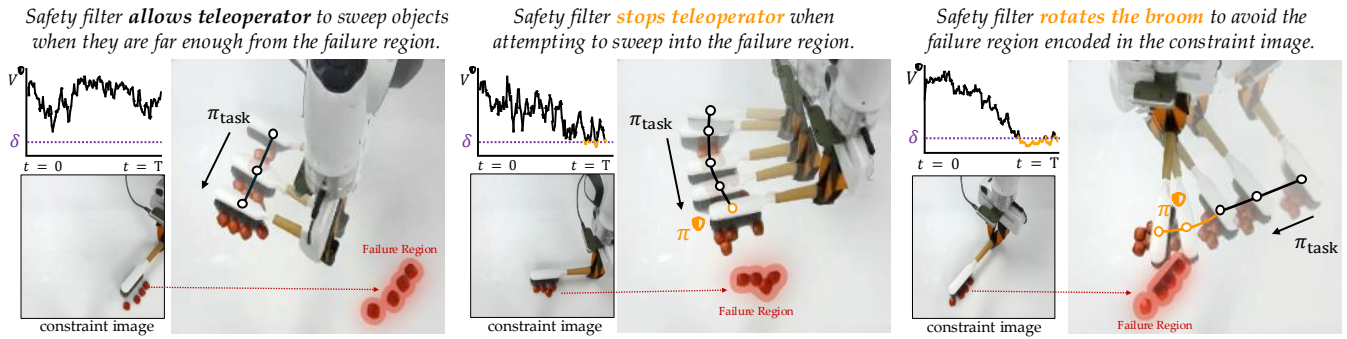 Safety filter allows teleoperator to sweep objects
when they are far enough from the failure region.
V
δ
t = 0 t = T
π_task
Failure Region
constraint image
Safety filter stops teleoperator when
attempting to sweep into the failure region.
V
δ
t = 0 t = T
π_task
π
Failure Region
constraint image
Safety filter rotates the broom to avoid the
failure region encoded in the constraint image.
V
δ
t = 0 t = T
π
π_task
Failure Region
constraint image